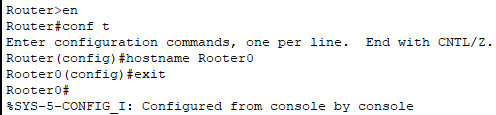 Router>en
Router#conf t
Enter configuration commands, one per line.  End with CNTL/Z.
Router(config)#hostname Rooter0
Rooter0(config)#exit
Rooter0#
%SYS-5-CONFIG_I: Configured from console by console